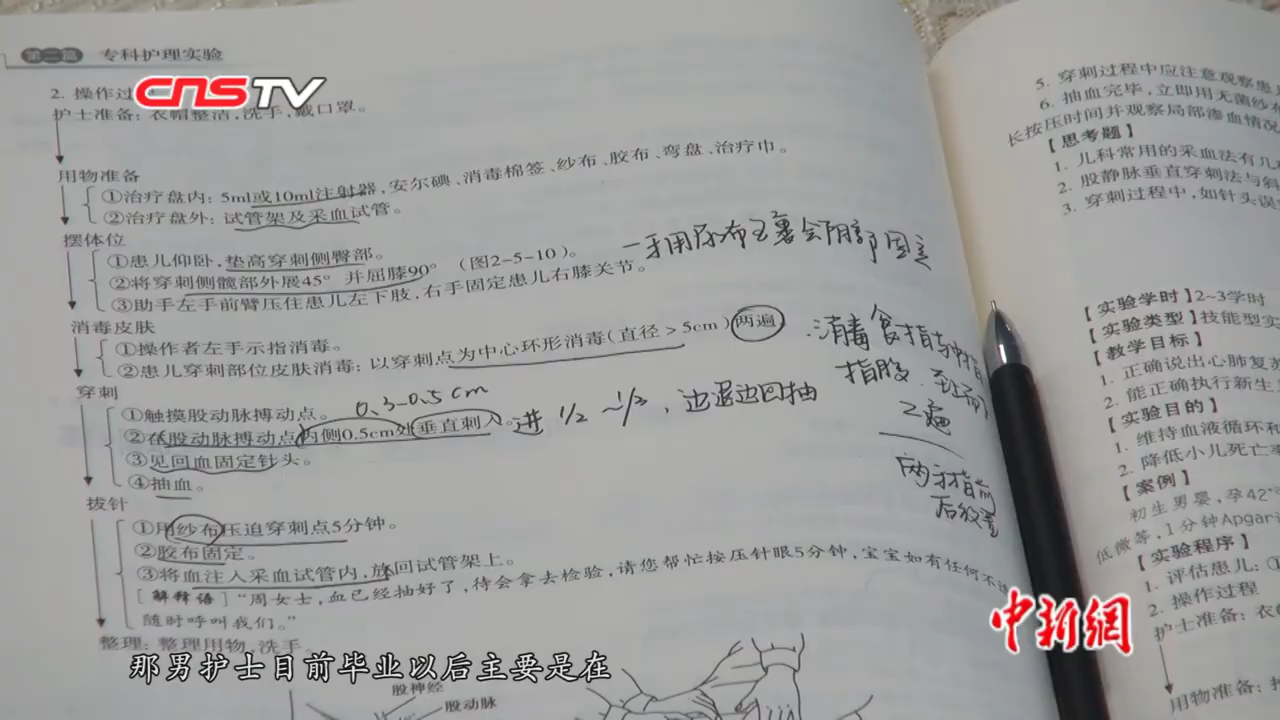 第二篇 专科护理实验
CNSTV
2. 操作过
护士准备：衣帽整洁，洗手，戴口罩。
用物准备
①治疗盘内：5ml或10ml注射器，安尔碘、消毒棉签、纱布、胶布、弯盘、治疗巾。
②治疗盘外：试管架及采血试管。
摆体位
①患儿仰卧，垫高穿刺侧臀部。
②将穿刺侧髋部外展45° 并屈膝90° （图2-5-10）。
③助手左手前臂压住患儿左下肢，右手固定患儿右膝关节。
一手用尿布包裹会阴部固定
消毒皮肤
①操作者左手示指消毒。
②患儿穿刺部位皮肤消毒：以穿刺点为中心环形消毒（直径＞5cm）两遍
消毒食指中指
指腹
2遍
两手指前
后放置
穿刺
①触摸股动脉搏动点。
0.3-0.5cm
②在股动脉搏动点内侧0.5cm处垂直刺入。
进 1/2 ~ 1/3，边退边回抽
③见回血固定针头。
④抽血。
拔针
①用纱布压迫穿刺点5分钟。
②胶布固定。
③将血注入采血试管内，放回试管架上。
[解释语]“周女士，血已经抽好了，待会拿去检验，请您帮忙按压针眼5分钟，宝宝如有任何不
随时呼叫我们。”
整理：整理用物，洗手。
股神经
股动脉
5. 穿刺过程中应注意观察患
6. 抽血完毕，立即用无菌纱布
长按压时间并观察局部渗血情况
【思考题】
1. 儿科常用的采血法有几
2. 股静脉垂直穿刺法与斜
3. 穿刺过程中，如针头误
【实验学时】2~3学时
【实验类型】技能型实
【教学目标】
1. 正确说出心肺复苏
2. 能正确执行新生
【实验目的】
1. 维持血液循环和
2. 降低小儿死亡率
【案例】
初生男婴，孕42
低微等，1分钟Apgar
【实验程序】
1. 评估患儿：①
2. 操作过程
护士准备：衣
用物准备：
中新網
那男护士目前毕业以后主要是在